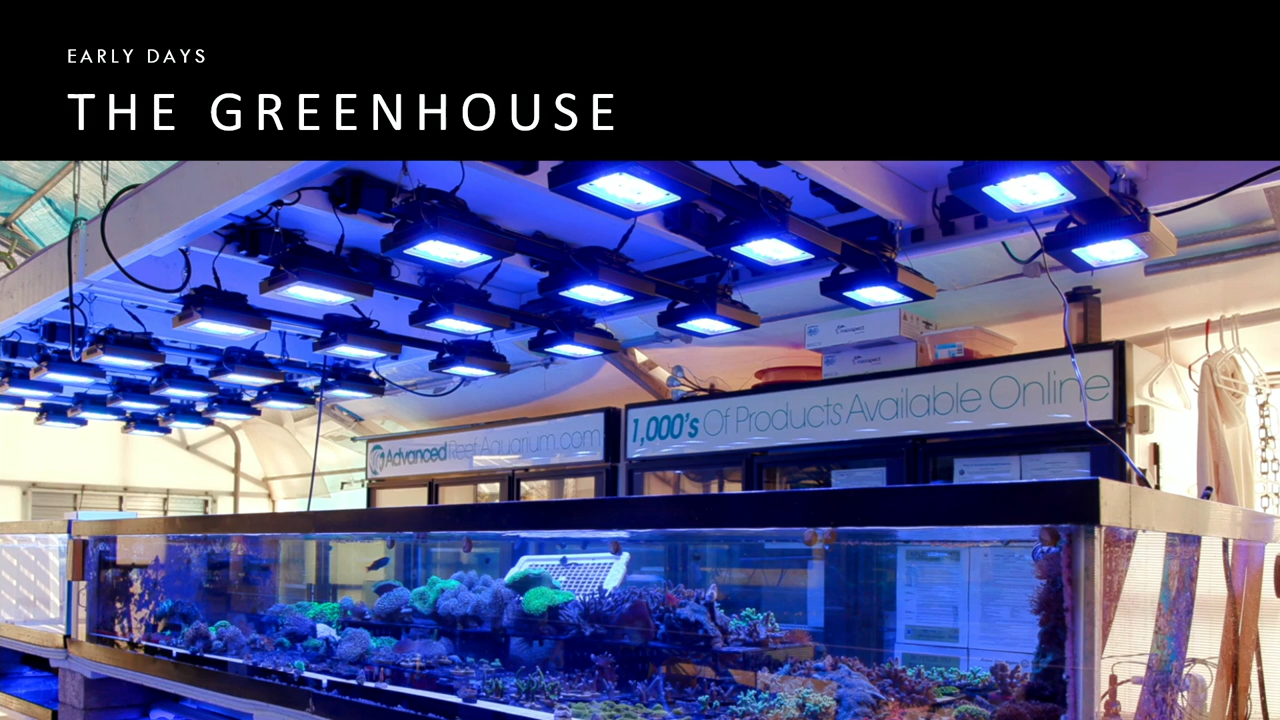 EARLY DAYS
THE GREENHOUSE
AdvancedReefAquarium.com
1,000's Of Products Available Online